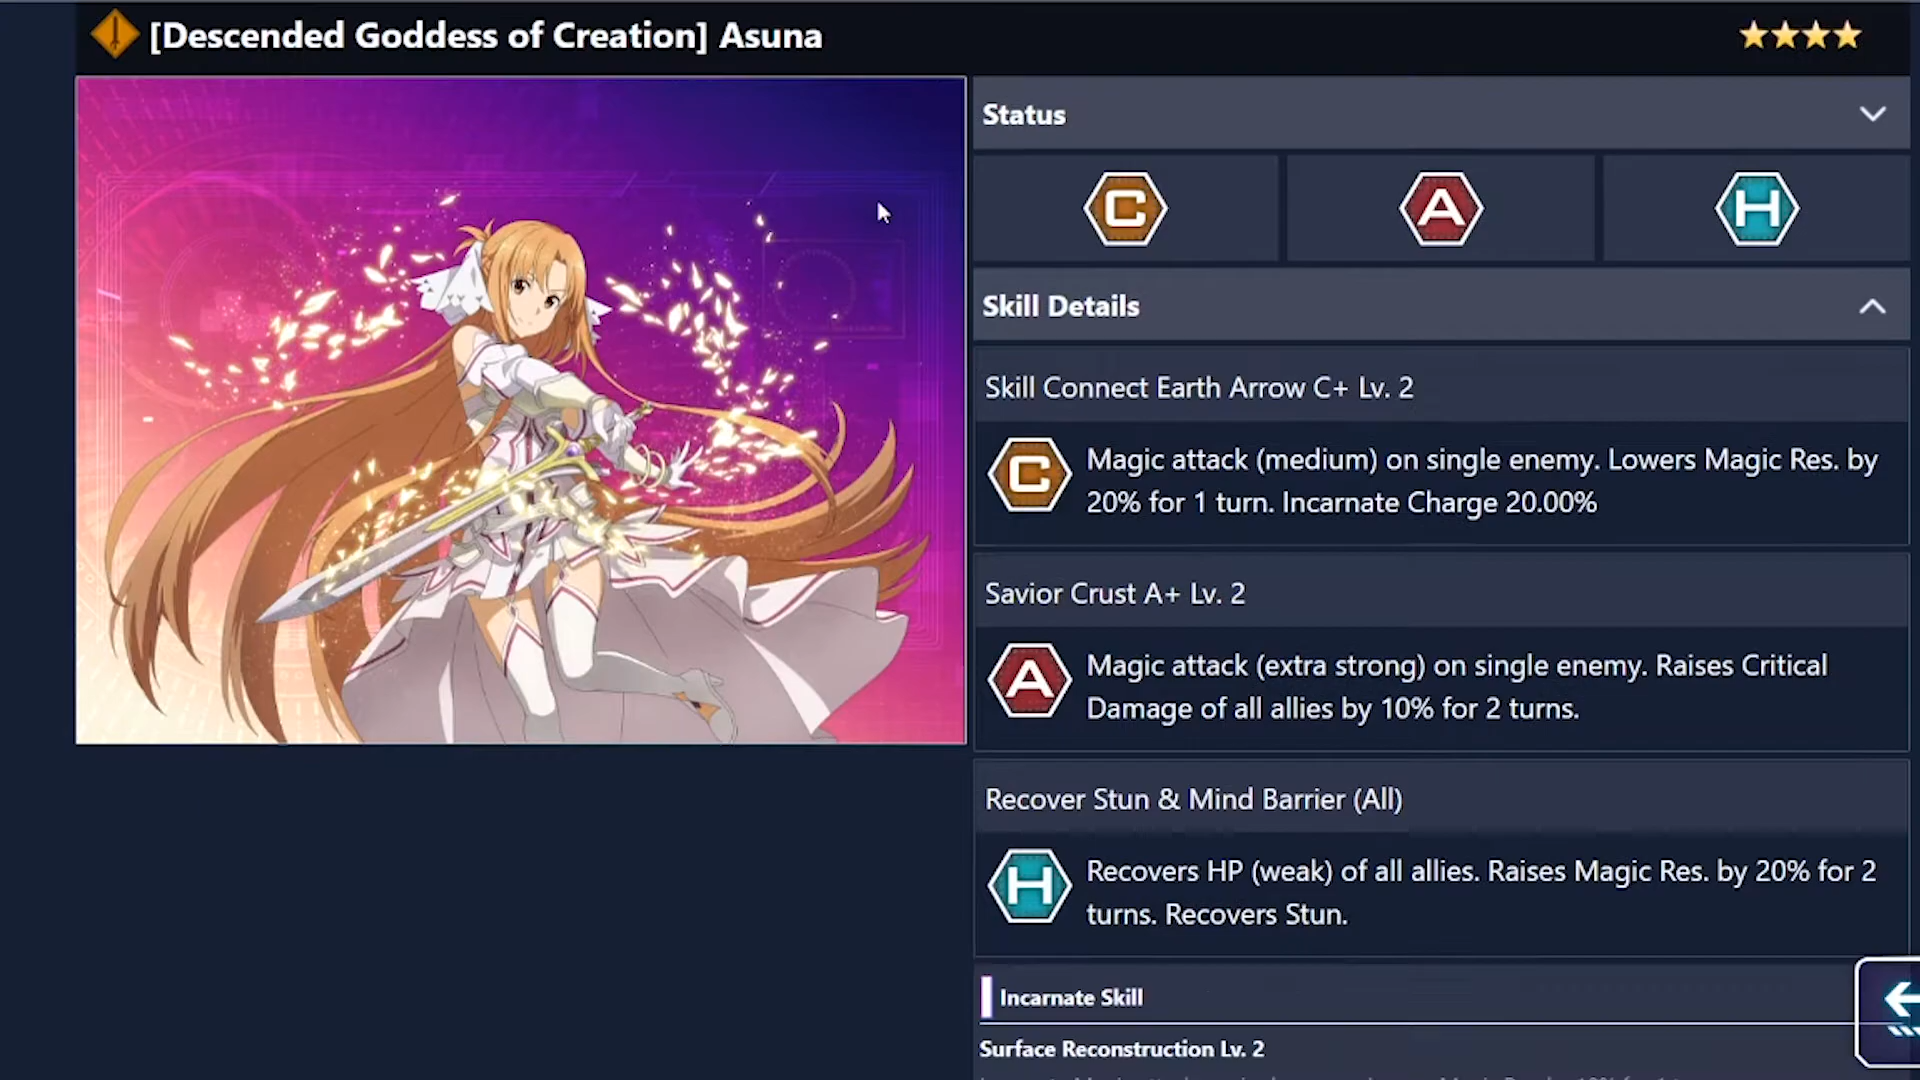 [Descended Goddess of Creation] Asuna
Status
C
A
H
Skill Details
Skill Connect Earth Arrow C+ Lv. 2
C
Magic attack (medium) on single enemy. Lowers Magic Res. by
20% for 1 turn. Incarnate Charge 20.00%
Savior Crust A+ Lv. 2
A
Magic attack (extra strong) on single enemy. Raises Critical
Damage of all allies by 10% for 2 turns.
Recover Stun & Mind Barrier (All)
H
Recovers HP (weak) of all allies. Raises Magic Res. by 20% for 2
turns. Recovers Stun.
Incarnate Skill
Surface Reconstruction Lv. 2